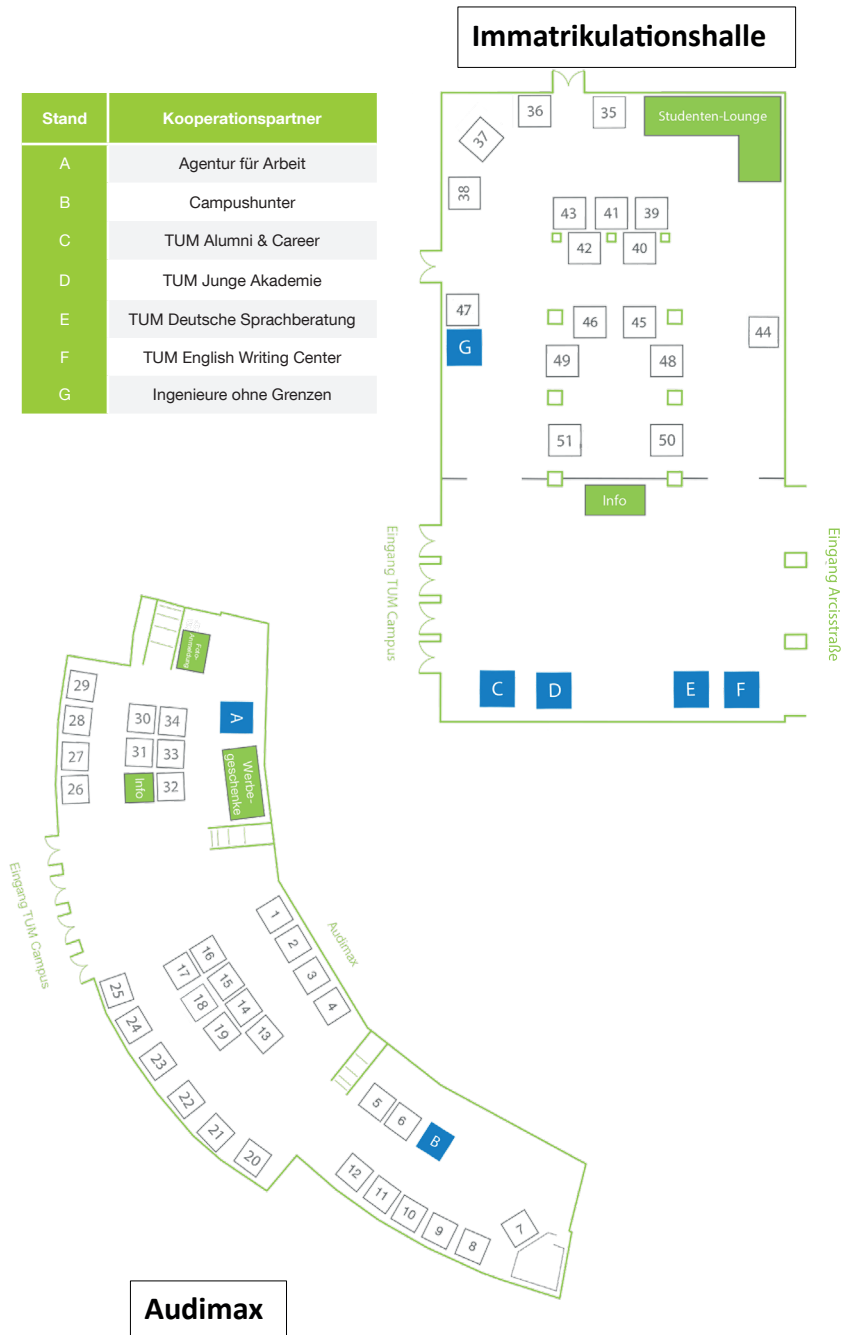 Immatrikulationshalle
Stand Kooperationspartner
A Agentur für Arbeit
B Campushunter
C TUM Alumni & Career
D TUM Junge Akademie
E TUM Deutsche Sprachberatung
F TUM English Writing Center
G Ingenieure ohne Grenzen
36
35
Studenten-Lounge
37
38
43 41 39
42 40
47
46 45
44
G
49 48
51 50
Info
Eingang TUM Campus
Eingang Arcisstraße
C D E F
Foto-
Anmeldung
29
28
27
26
30 34
31 33
Info 32
A
Werbe-
geschenke
Eingang TUM Campus
Audimax
1
2
3
4
16
15
14
13
17
18
19
25
24
23
22
21
20
5
6
B
12
11
10
9
8
7
Audimax